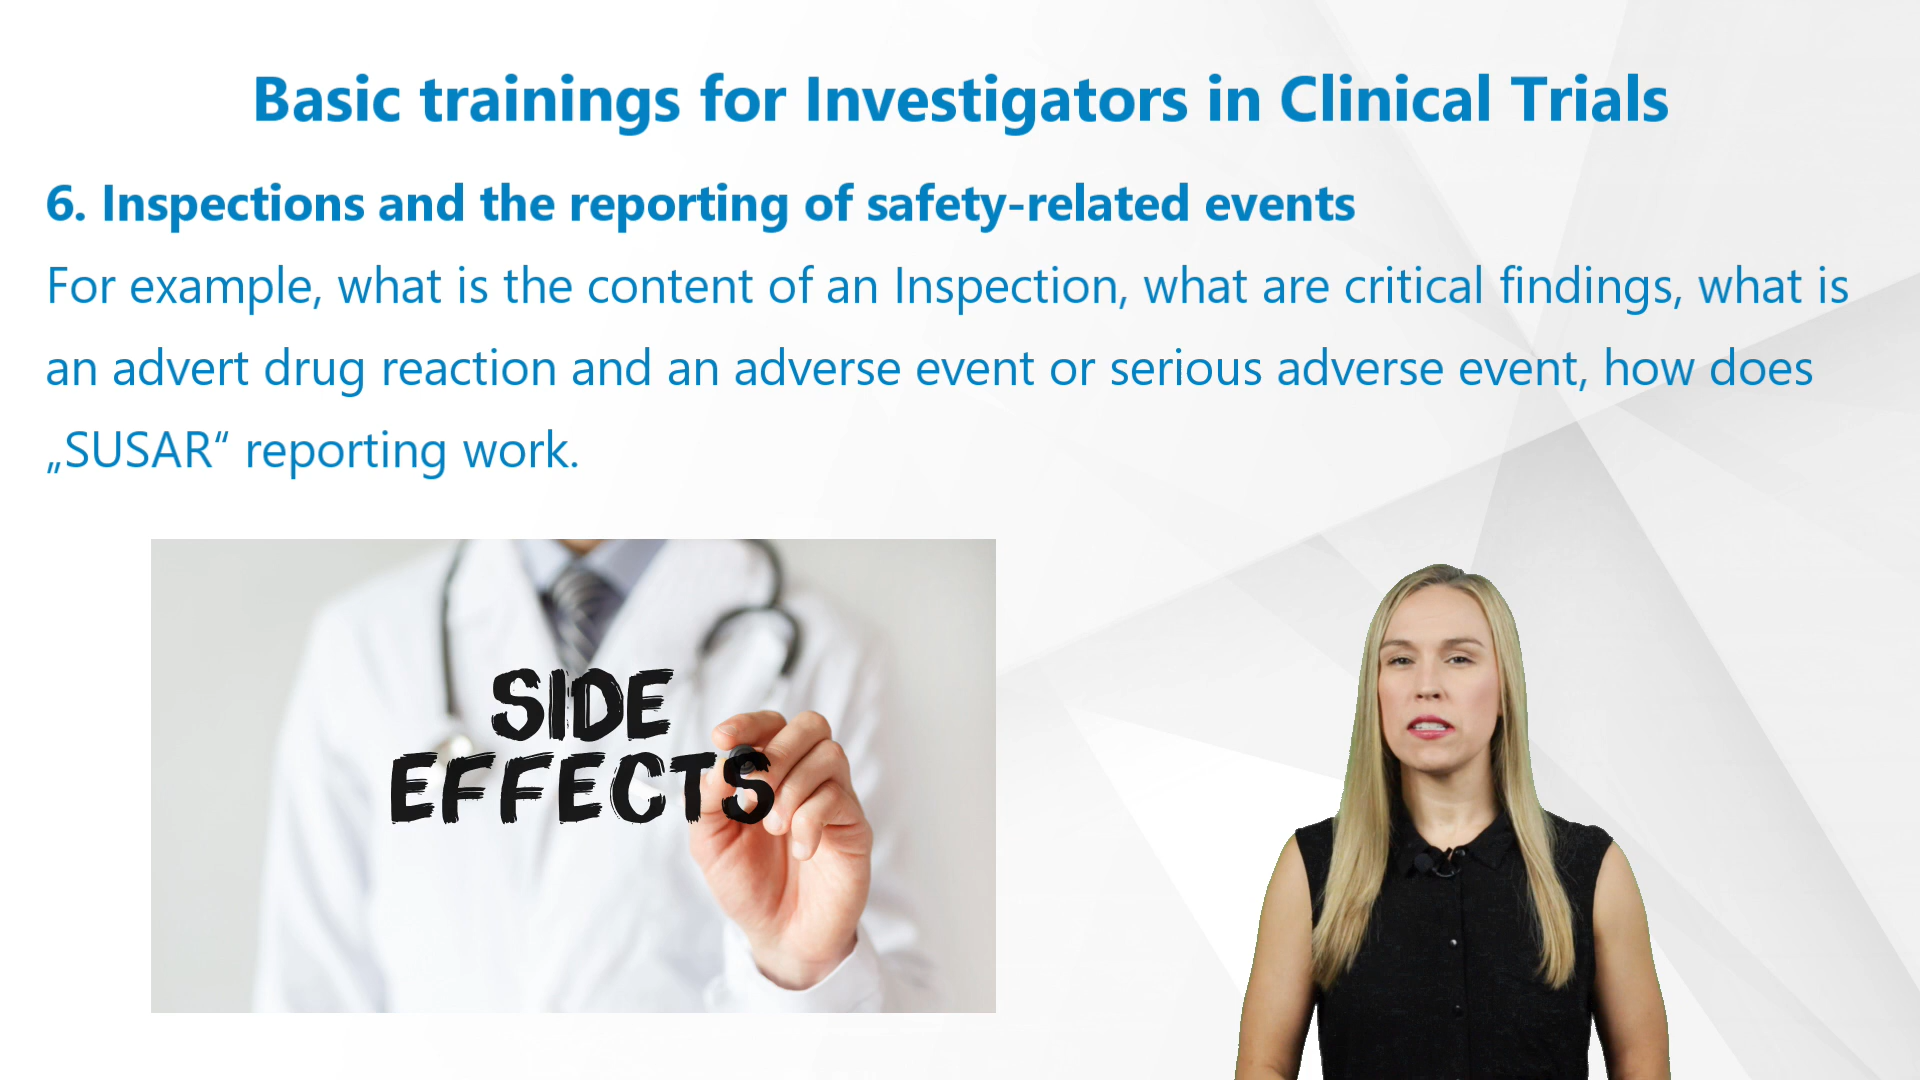 Basic trainings for Investigators in Clinical Trials
6. Inspections and the reporting of safety-related events
For example, what is the content of an Inspection, what are critical findings, what is
an advert drug reaction and an adverse event or serious adverse event, how does
„SUSAR“ reporting work.
SIDE
EFFECTS